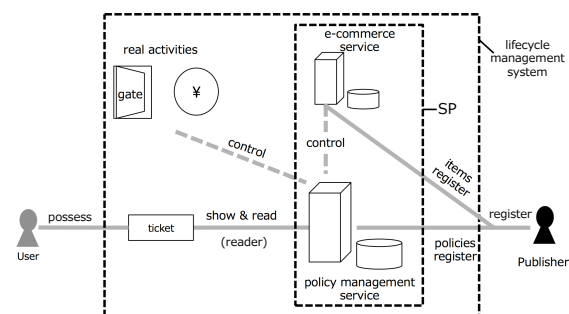 e-commerce
service
real activities
lifecycle
management
system
gate
¥
SP
control
control
items
register
possess
ticket
show & read
(reader)
register
policies
register
User
Publisher
policy management
service